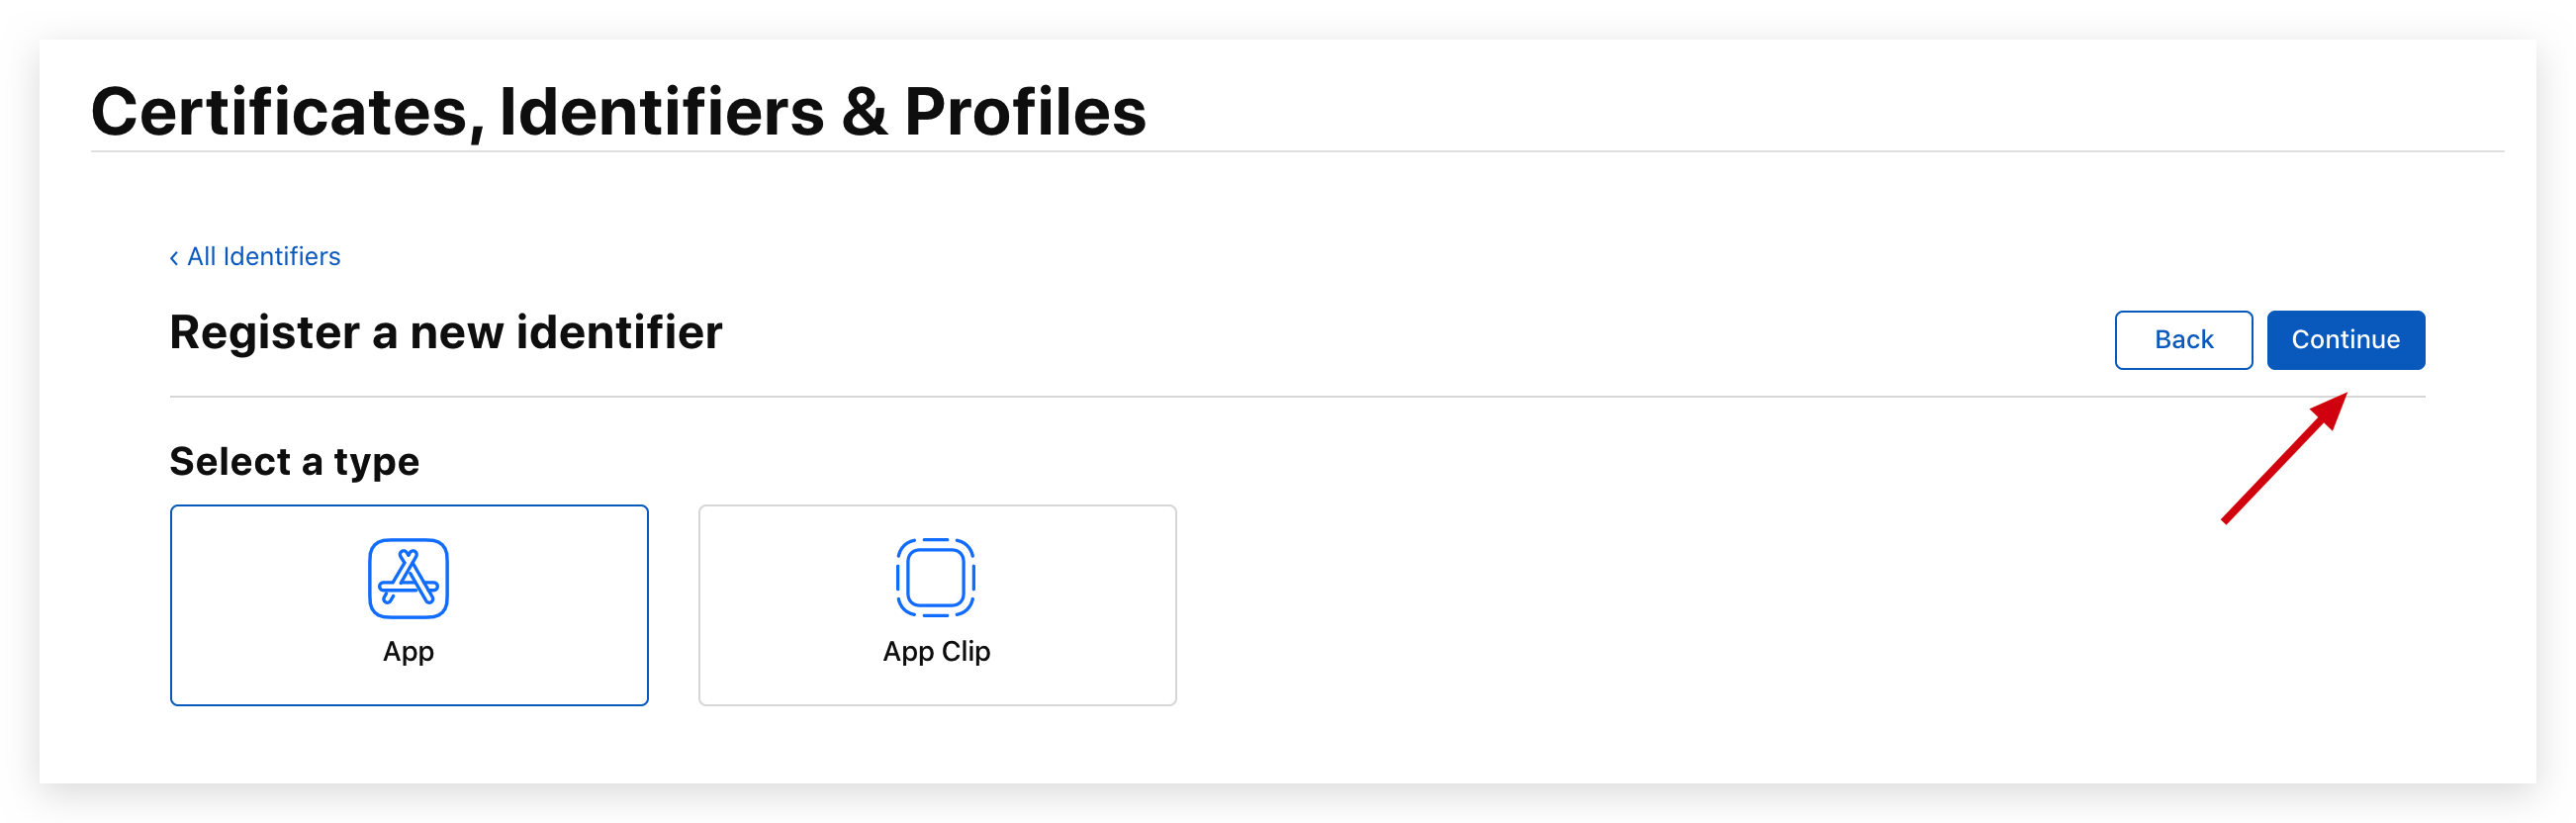 Certificates, Identifiers & Profiles
‹ All Identifiers
Register a new identifier
Back
Continue
Select a type
App
App Clip